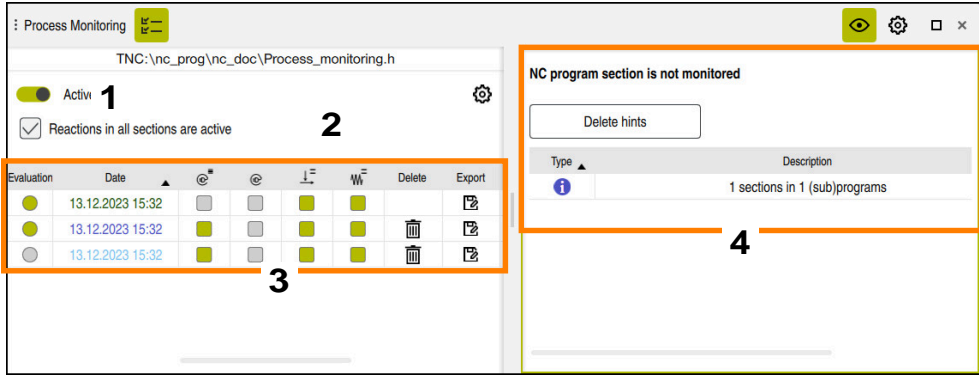 Process Monitoring
TNC:\nc_prog\nc_doc\Process_monitoring.h
Active 1
Reactions in all sections are active 2
Evaluation Date Delete Export
13.12.2023 15:32
13.12.2023 15:32
13.12.2023 15:32
3
NC program section is not monitored
Delete hints
Type Description
1 sections in 1 (sub)programs
4